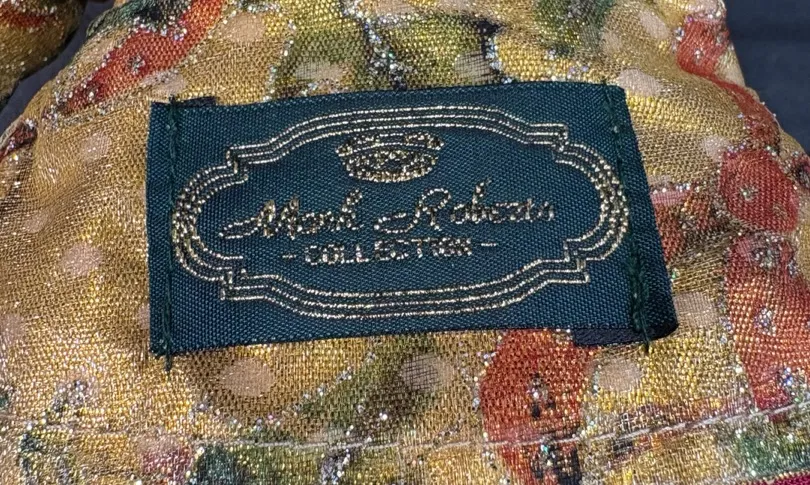 Mark Roberts
- COLLECTION -